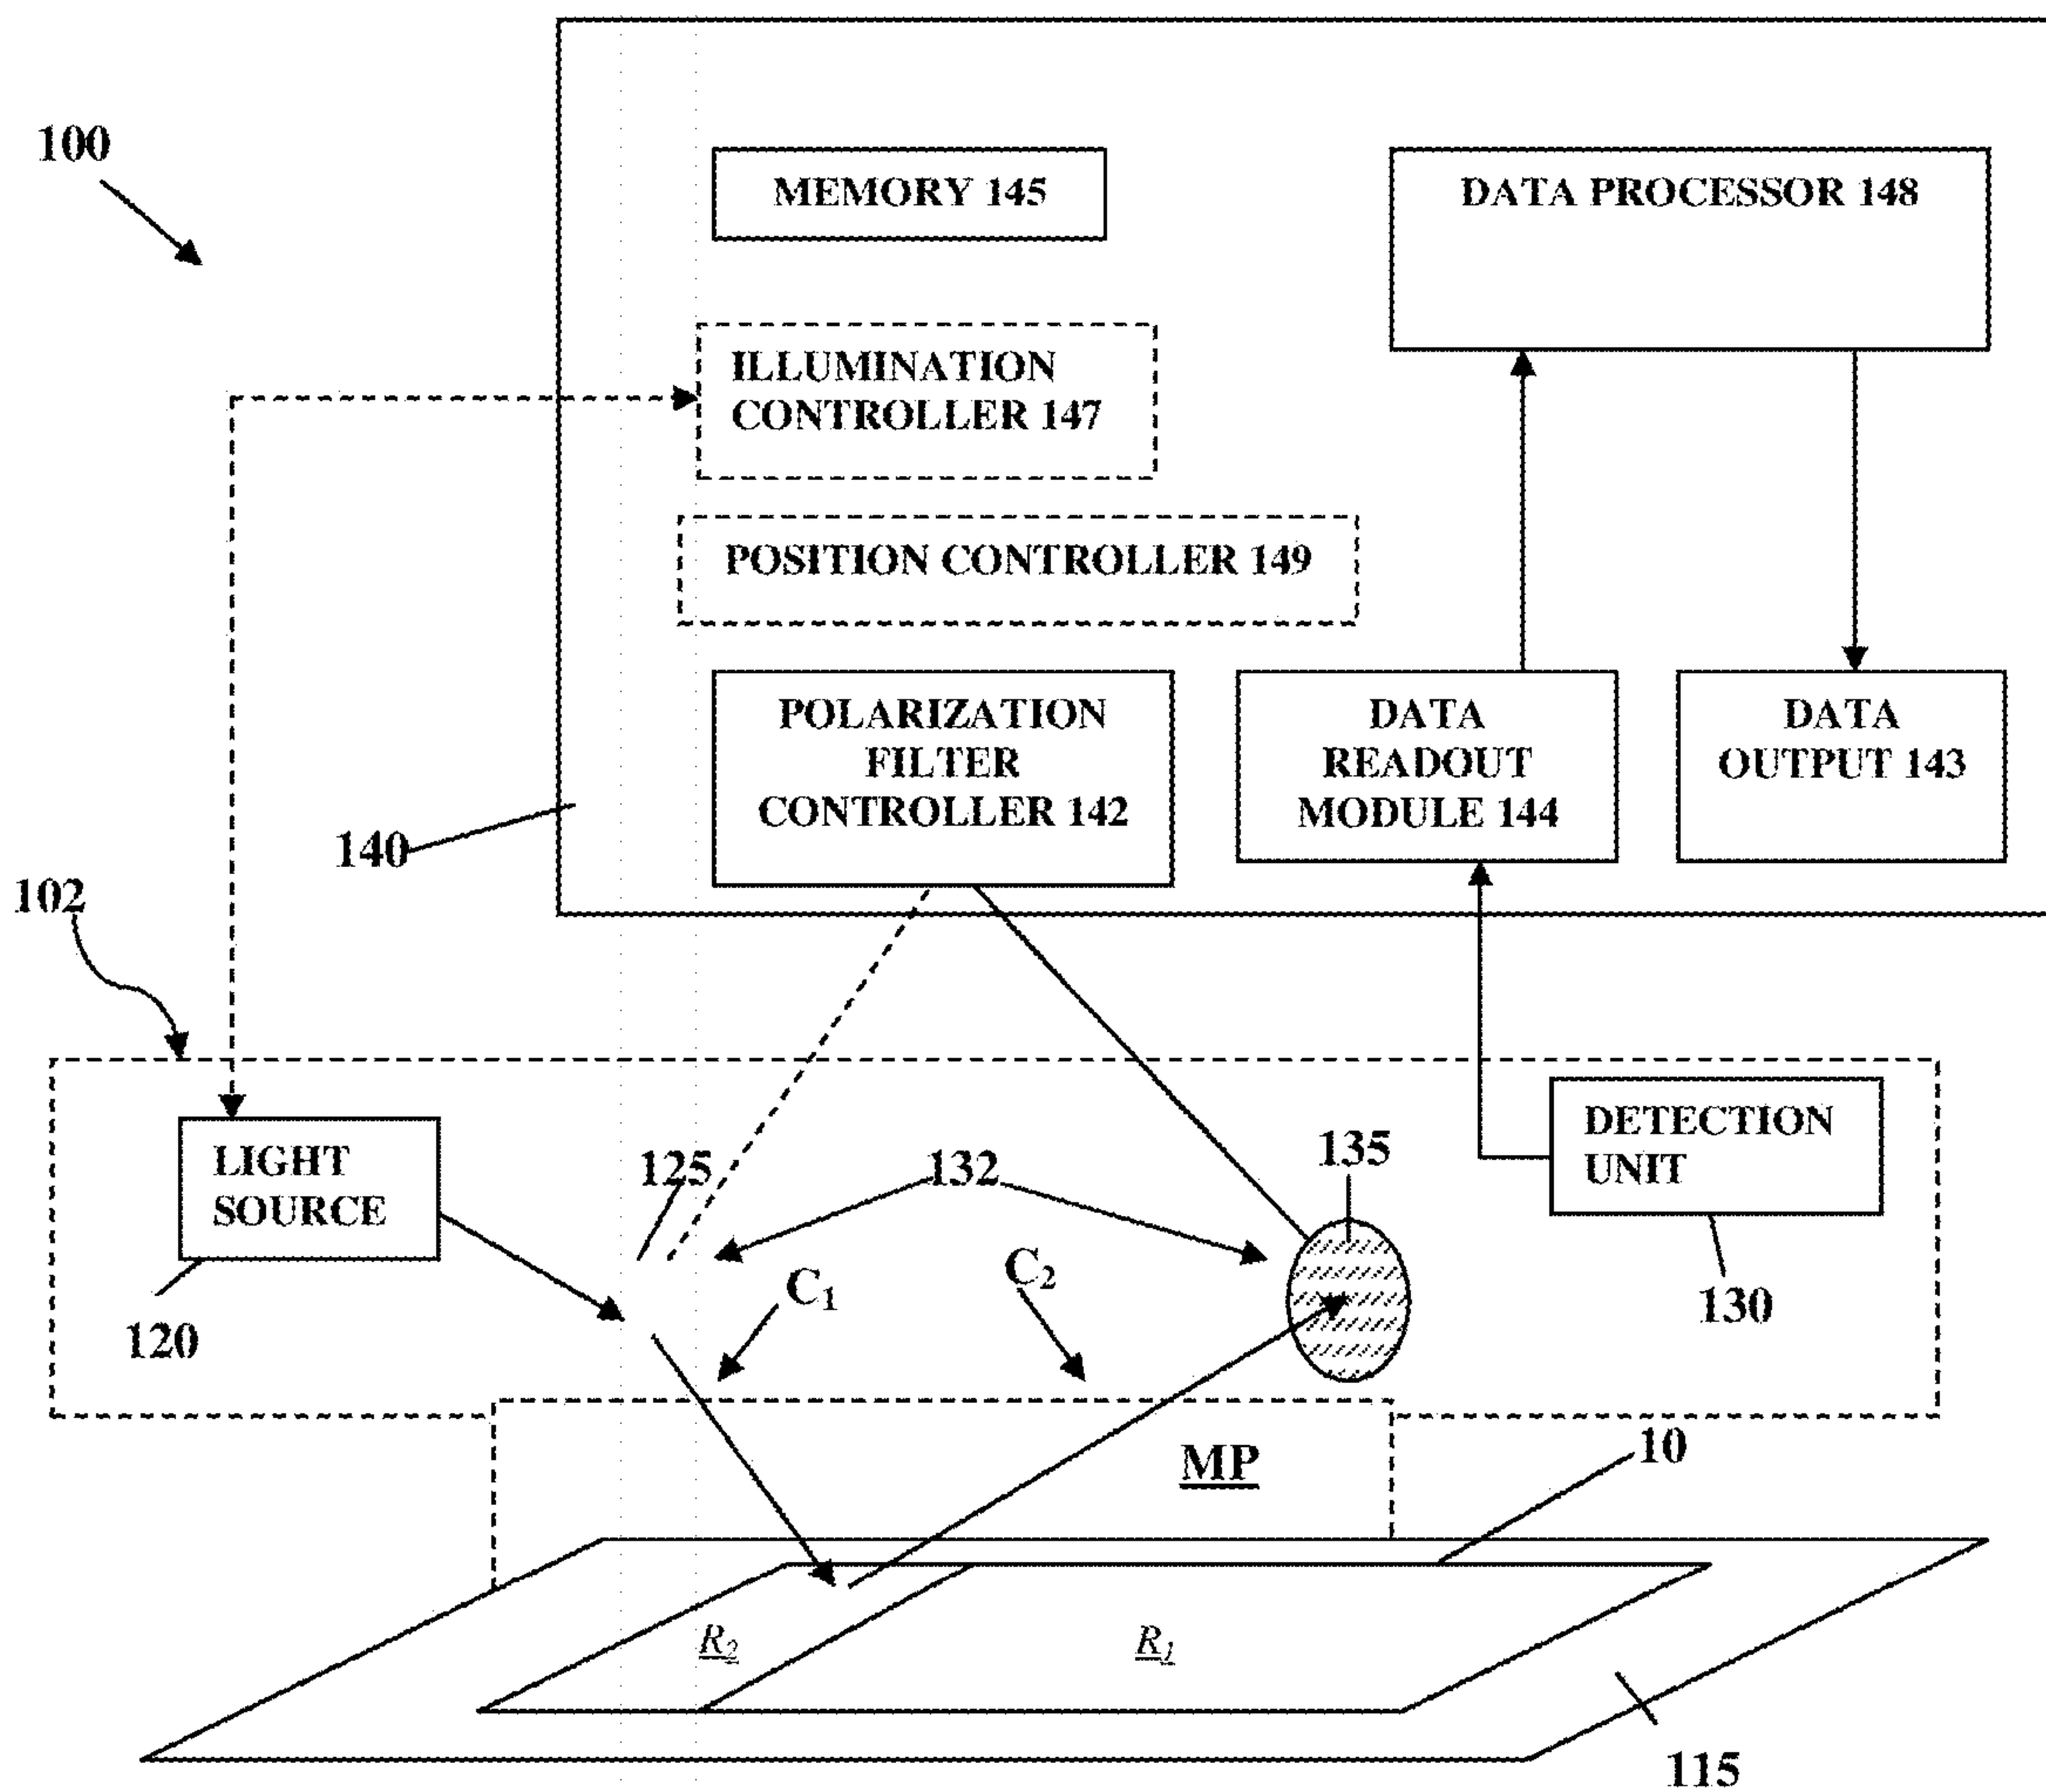 100
MEMORY 145
DATA PROCESSOR 148
ILLUMINATION
CONTROLLER 147
POSITION CONTROLLER 149
POLARIZATION
FILTER
CONTROLLER 142
DATA
READOUT
MODULE 144
DATA
OUTPUT 143
140
102
LIGHT
SOURCE
125
132
135
DETECTION
UNIT
C1
C2
120
130
MP
10
R2
R1
115